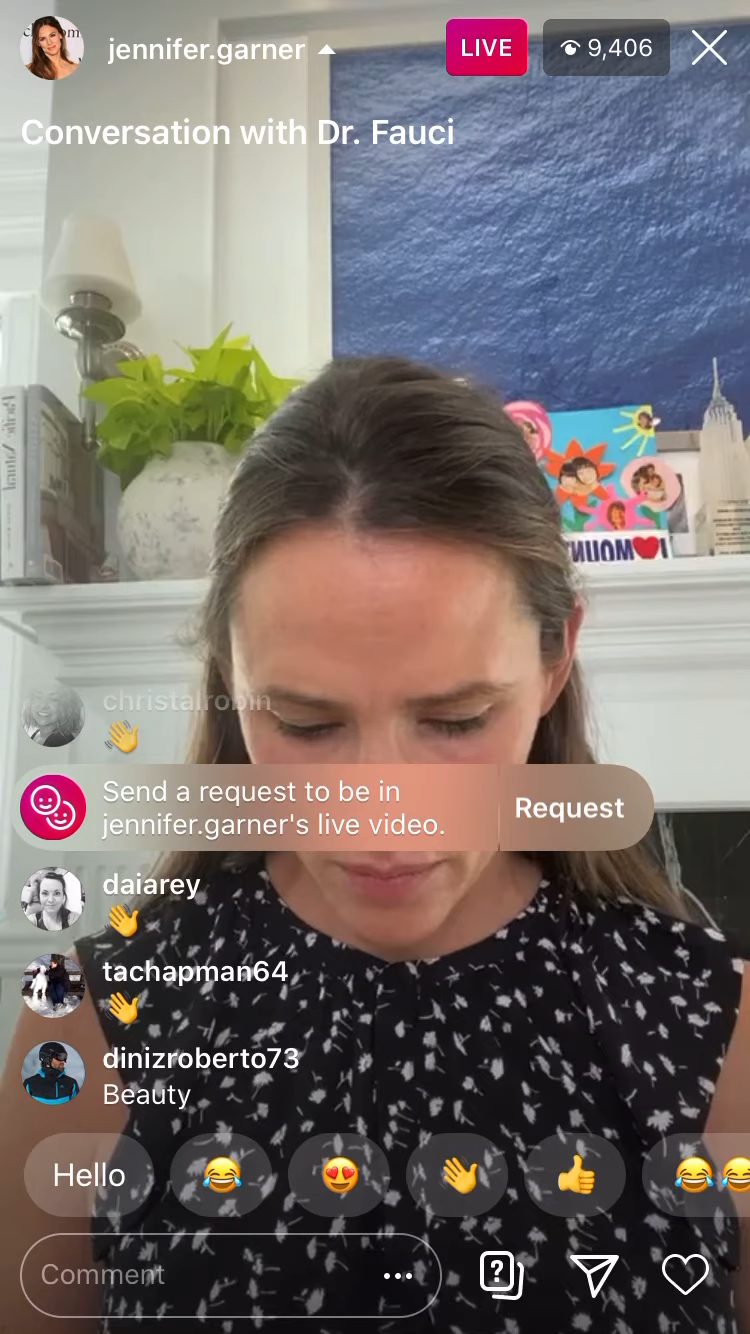 jennifer.garner
LIVE
9,406
Conversation with Dr. Fauci
christalrobin
👋
Send a request to be in
jennifer.garner's live video.
Request
daiarey
👋
tachapman64
👋
dinizroberto73
Beauty
Hello 😂 😍 👋 👍 😂😂
Comment